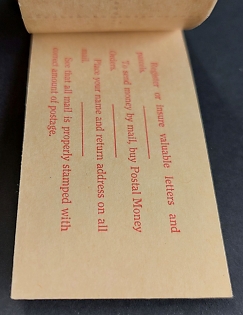 Register or insure valuable letters and
parcels.
To send money by mail, buy Postal Money
Orders.
Place your name and return address on all
mail.
See that all mail is properly stamped with
correct amount of postage.